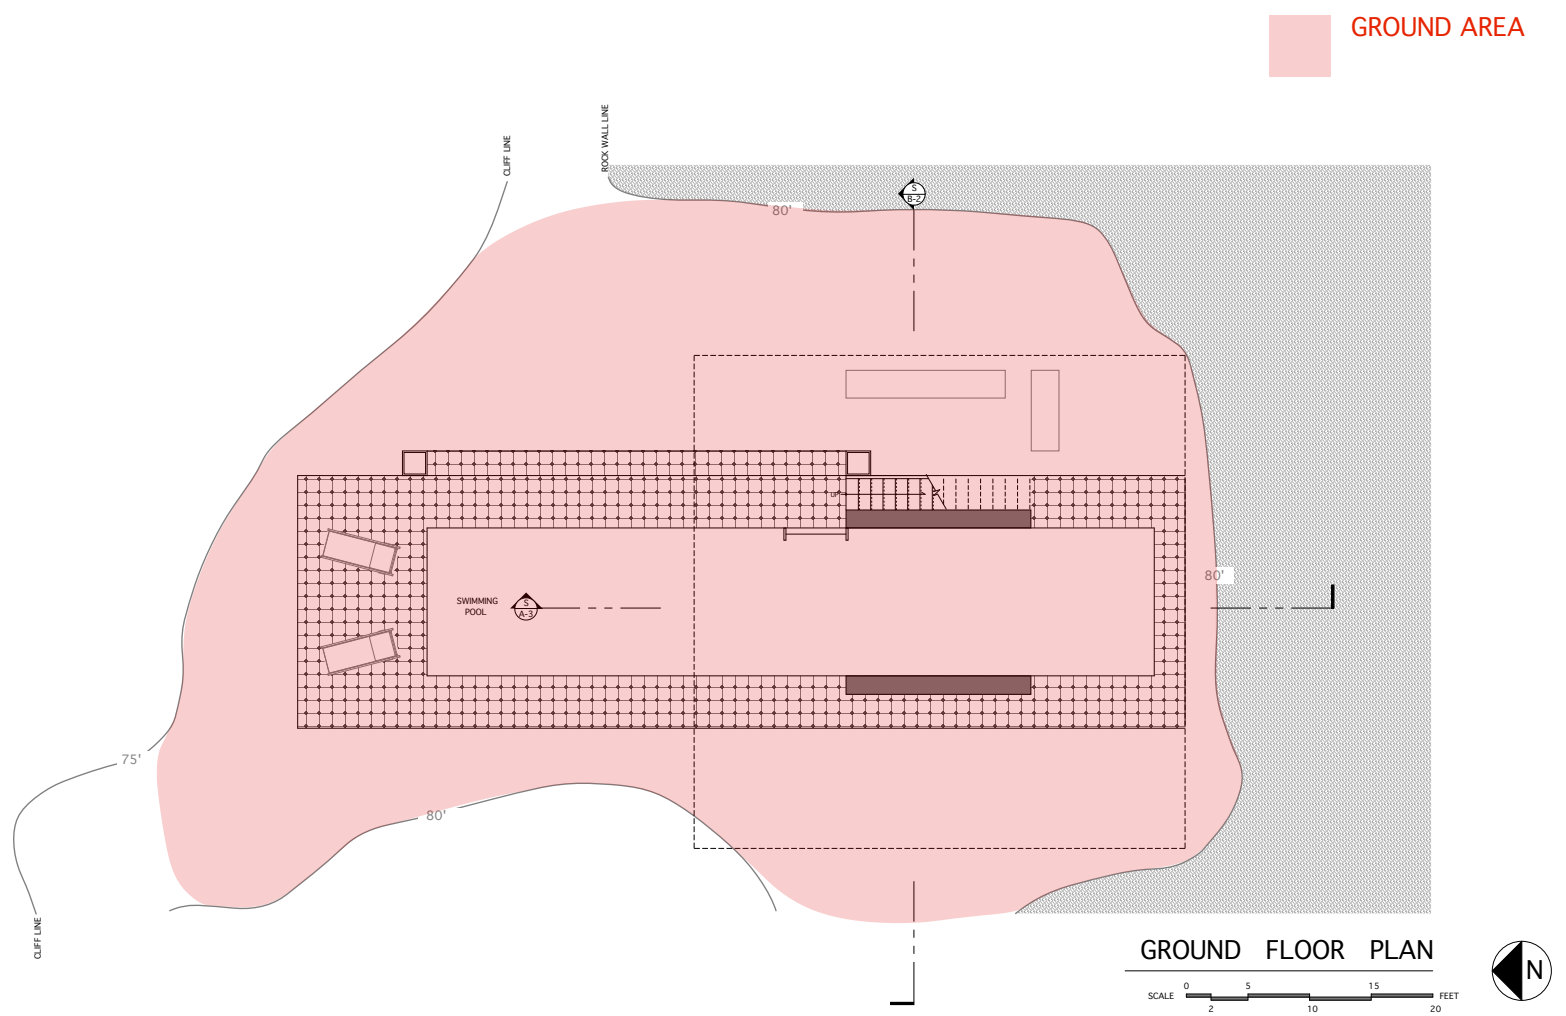 GROUND AREA
ROCK WALL LINE
CLIFF LINE
S
B-2
80'
UP
80'
SWIMMING
POOL
S
A-3
75'
80'
CLIFF LINE
GROUND FLOOR PLAN
N
0 5 15
SCALE FEET
2 10 20